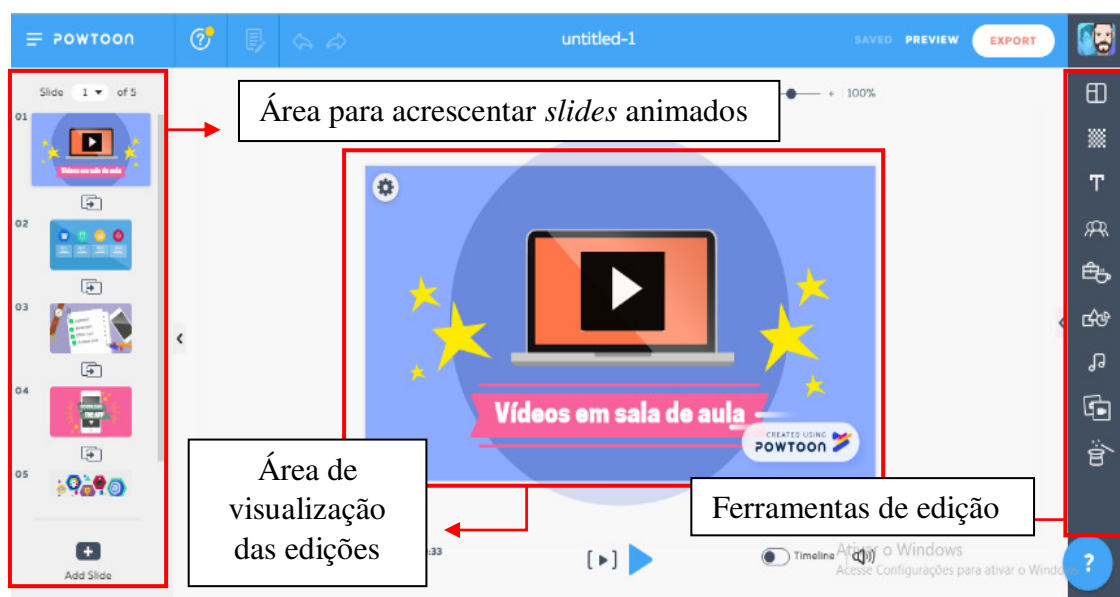 POWTOON
untitled-1
SAVED PREVIEW EXPORT
Slide 1 of 5
+ 100%
Área para acrescentar slides animados
01
Vídeos em sala de aula
02
03
04
05
Add Slide
Vídeos em sala de aula
CREATED USING
POWTOON
Área de
visualização
das edições
Ferramentas de edição
:33
Timeline
Ativar o Windows
Acesse Configurações para ativar o Windo
?